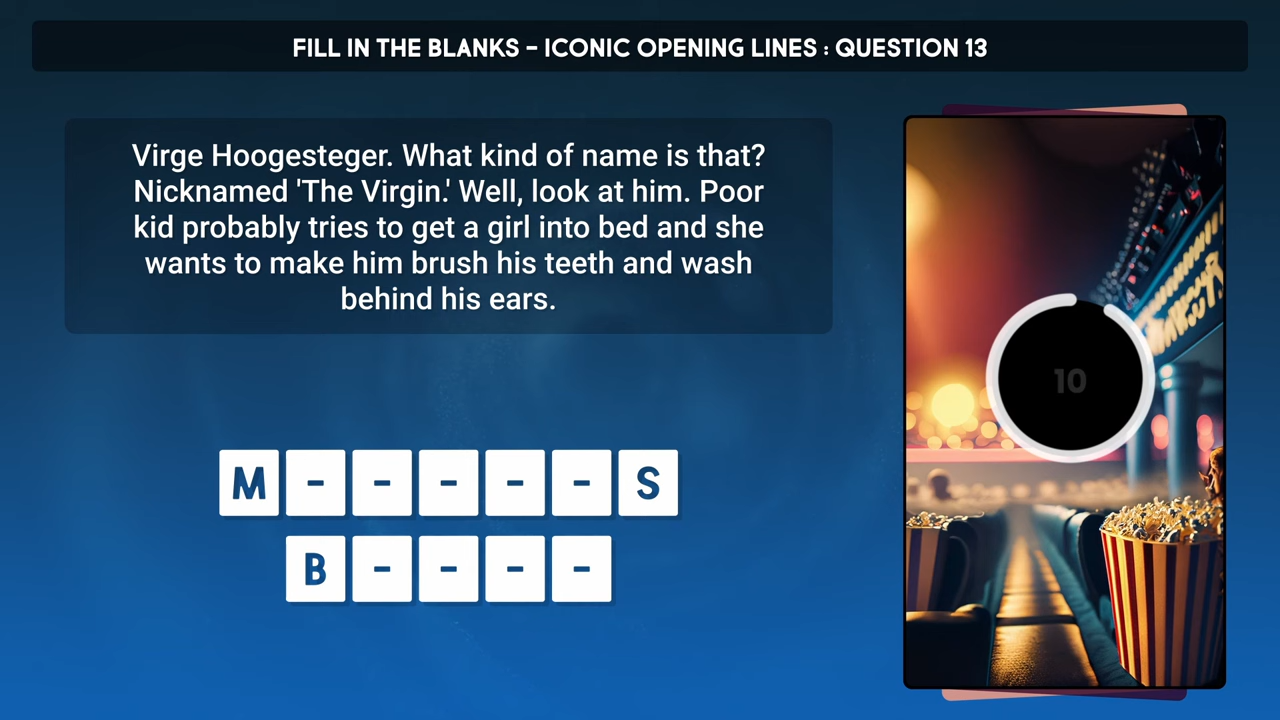 FILL IN THE BLANKS - ICONIC OPENING LINES : QUESTION 13
Virge Hoogesteger. What kind of name is that?
Nicknamed 'The Virgin.' Well, look at him. Poor
kid probably tries to get a girl into bed and she
wants to make him brush his teeth and wash
behind his ears.
10
M - - - - - S
B - - - -